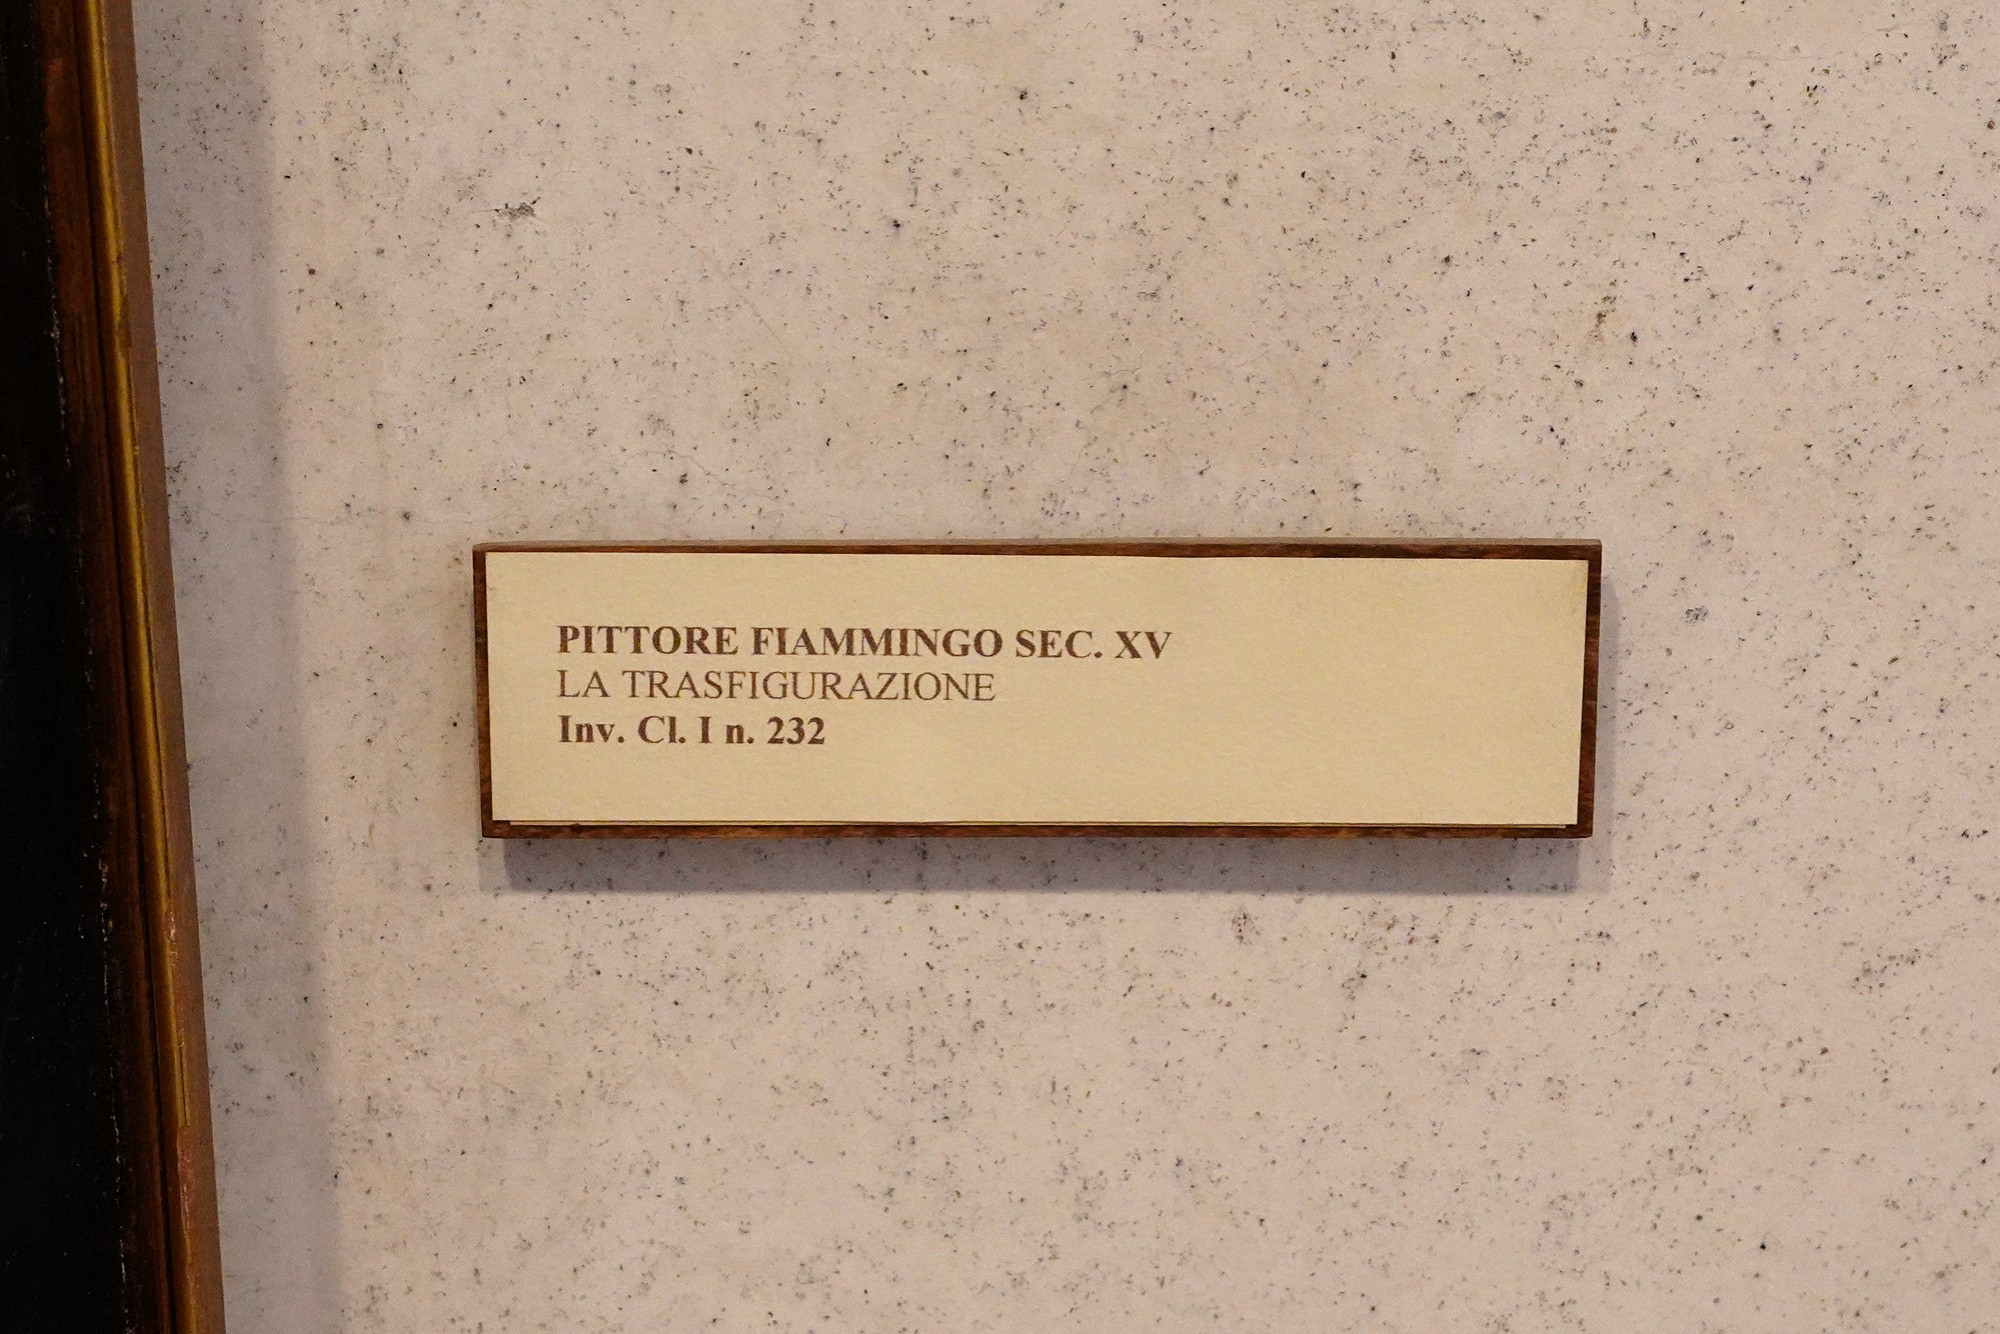 PITTORE FIAMMINGO SEC. XV
LA TRASFIGURAZIONE
Inv. Cl. I n. 232